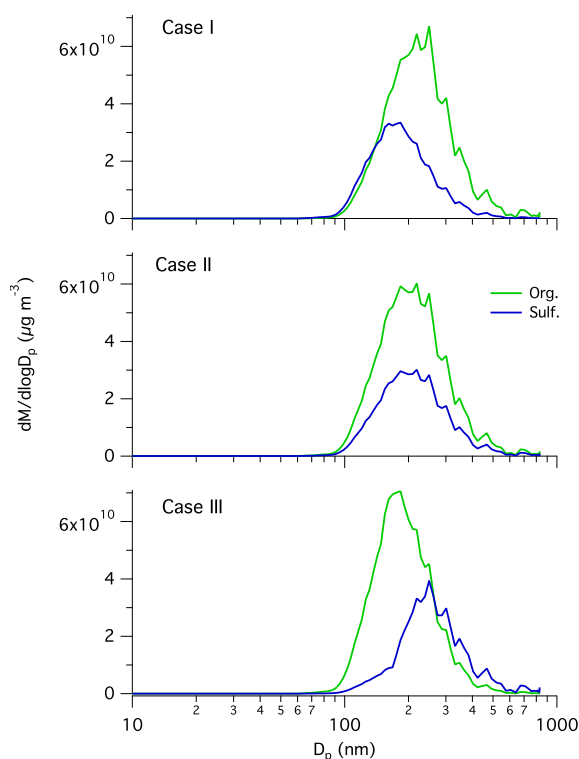 Case I
6x10^10
4
2
0
Case II
6x10^10
4
2
0
Org.
Sulf.
dM/dlogD_p (µg m^-3)
Case III
6x10^10
4
2
0
10 2 3 4 5 6 7 100 2 3 4 5 6 7 1000
D_p (nm)